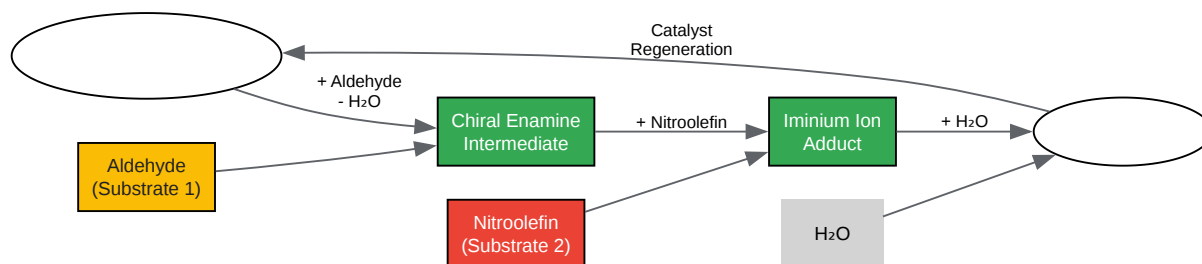 Catalyst
Regeneration
+ Aldehyde
- H₂O
Chiral Enamine
Intermediate
+ Nitroolefin
Iminium Ion
Adduct
+ H₂O
Aldehyde
(Substrate 1)
Nitroolefin
(Substrate 2)
H₂O